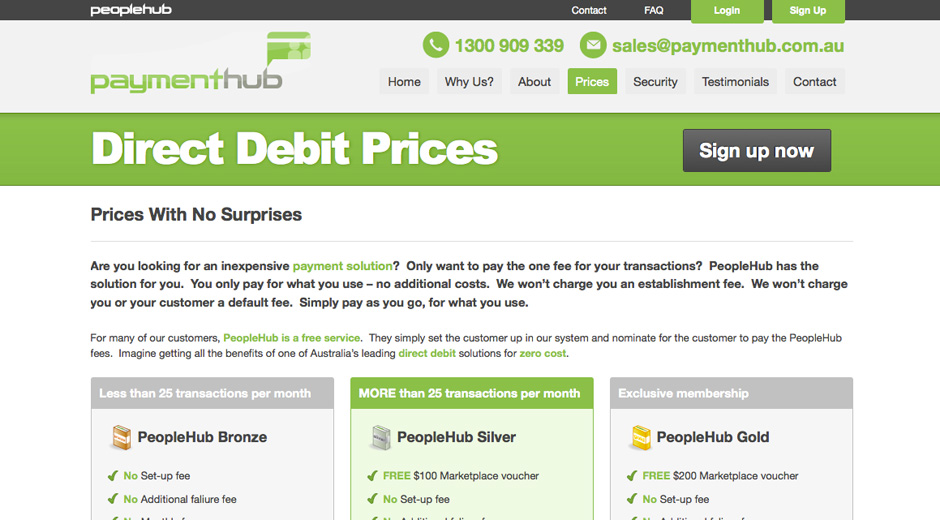 peoplehub
Contact FAQ Login Sign Up
1300 909 339 sales@paymenthub.com.au
paymenthub
Home Why Us? About Prices Security Testimonials Contact
Direct Debit Prices
Sign up now
Prices With No Surprises
Are you looking for an inexpensive payment solution? Only want to pay the one fee for your transactions? PeopleHub has the
solution for you. You only pay for what you use – no additional costs. We won't charge you an establishment fee. We won't charge
you or your customer a default fee. Simply pay as you go, for what you use.
For many of our customers, PeopleHub is a free service. They simply set the customer up in our system and nominate for the customer to pay the PeopleHub
fees. Imagine getting all the benefits of one of Australia's leading direct debit solutions for zero cost.
Less than 25 transactions per month
PeopleHub Bronze
No Set-up fee
No Additional faliure fee
MORE than 25 transactions per month
PeopleHub Silver
FREE $100 Marketplace voucher
No Set-up fee
Exclusive membership
PeopleHub Gold
FREE $200 Marketplace voucher
No Set-up fee